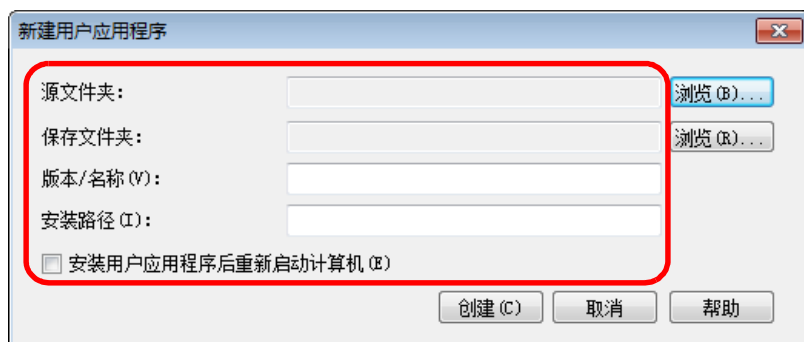 新建用户应用程序
源文件夹： 浏览(B)...
保存文件夹： 浏览(R)...
版本/名称(V)：
安装路径(I)：
安装用户应用程序后重新启动计算机(E)
创建(C) 取消 帮助